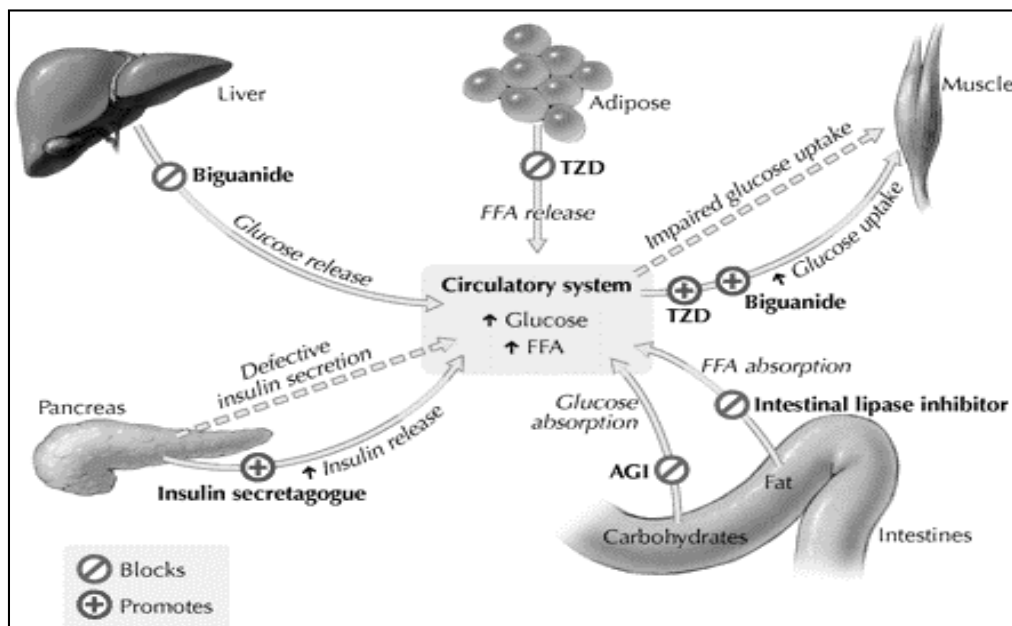 Liver
Biguanide
Glucose release
Adipose
TZD
FFA release
Muscle
Impaired glucose uptake
↑ Glucose uptake
TZD
Biguanide
Circulatory system
↑ Glucose
↑ FFA
Pancreas
Defective
insulin secretion
↑ Insulin release
Insulin secretagogue
FFA absorption
Intestinal lipase inhibitor
Glucose
absorption
AGI
Fat
Carbohydrates
Intestines
Blocks
Promotes